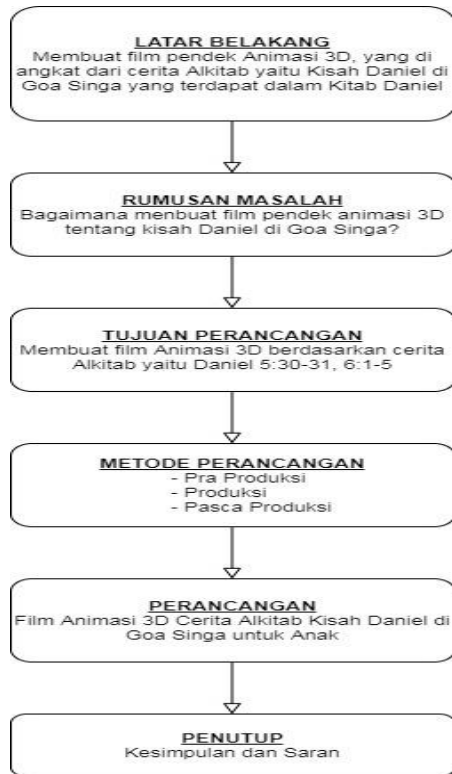 LATAR BELAKANG
Membuat film pendek Animasi 3D, yang di
angkat dari cerita Alkitab yaitu Kisah Daniel di
Goa Singa yang terdapat dalam Kitab Daniel
RUMUSAN MASALAH
Bagaimana menbuat film pendek animasi 3D
tentang kisah Daniel di Goa Singa?
TUJUAN PERANCANGAN
Membuat film Animasi 3D berdasarkan cerita
Alkitab yaitu Daniel 5:30-31, 6:1-5
METODE PERANCANGAN
- Pra Produksi
- Produksi
- Pasca Produksi
PERANCANGAN
Film Animasi 3D Cerita Alkitab Kisah Daniel di
Goa Singa untuk Anak
PENUTUP
Kesimpulan dan Saran